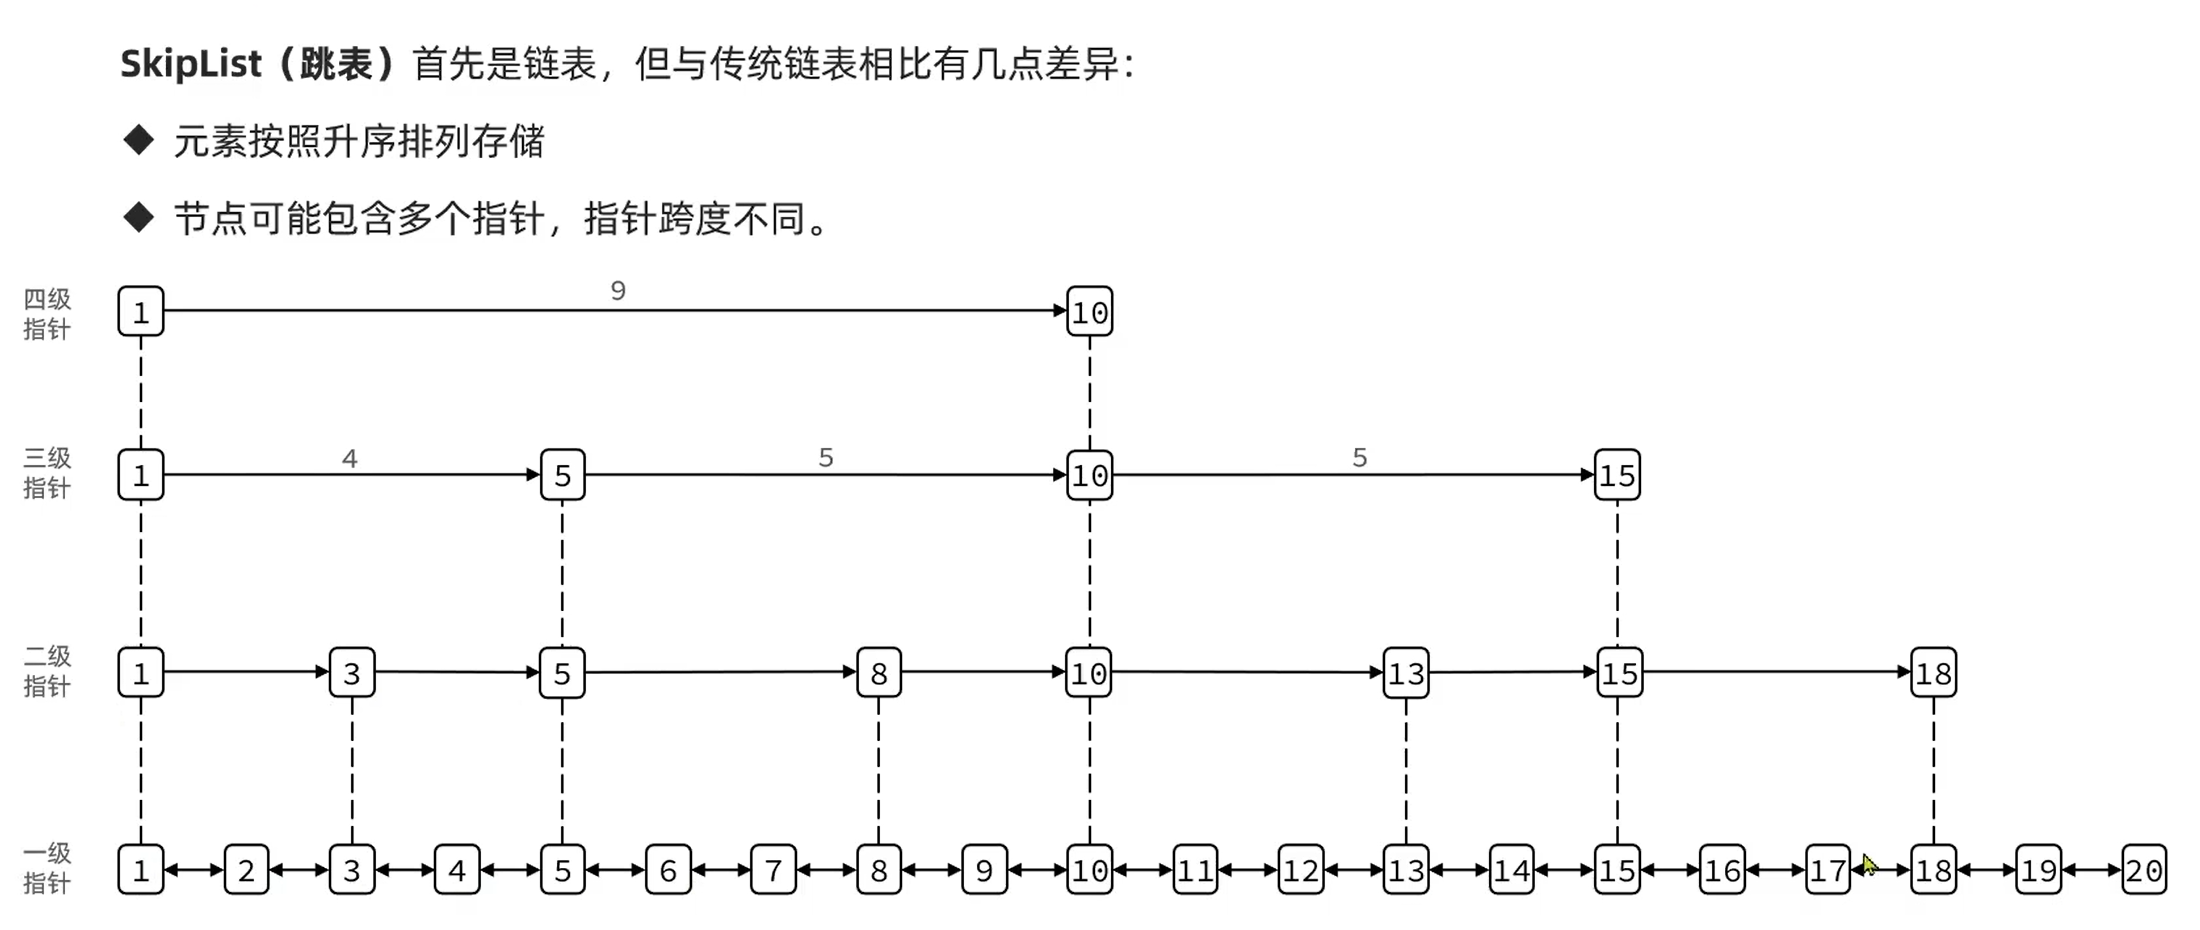 SkipList（跳表）首先是链表，但与传统链表相比有几点差异：
◆ 元素按照升序排列存储
◆ 节点可能包含多个指针，指针跨度不同。
四级
指针
1 9 10
三级
指针
1 4 5 5 10 5 15
二级
指针
1 3 5 8 10 13 15 18
一级
指针
1 2 3 4 5 6 7 8 9 10 11 12 13 14 15 16 17 18 19 20